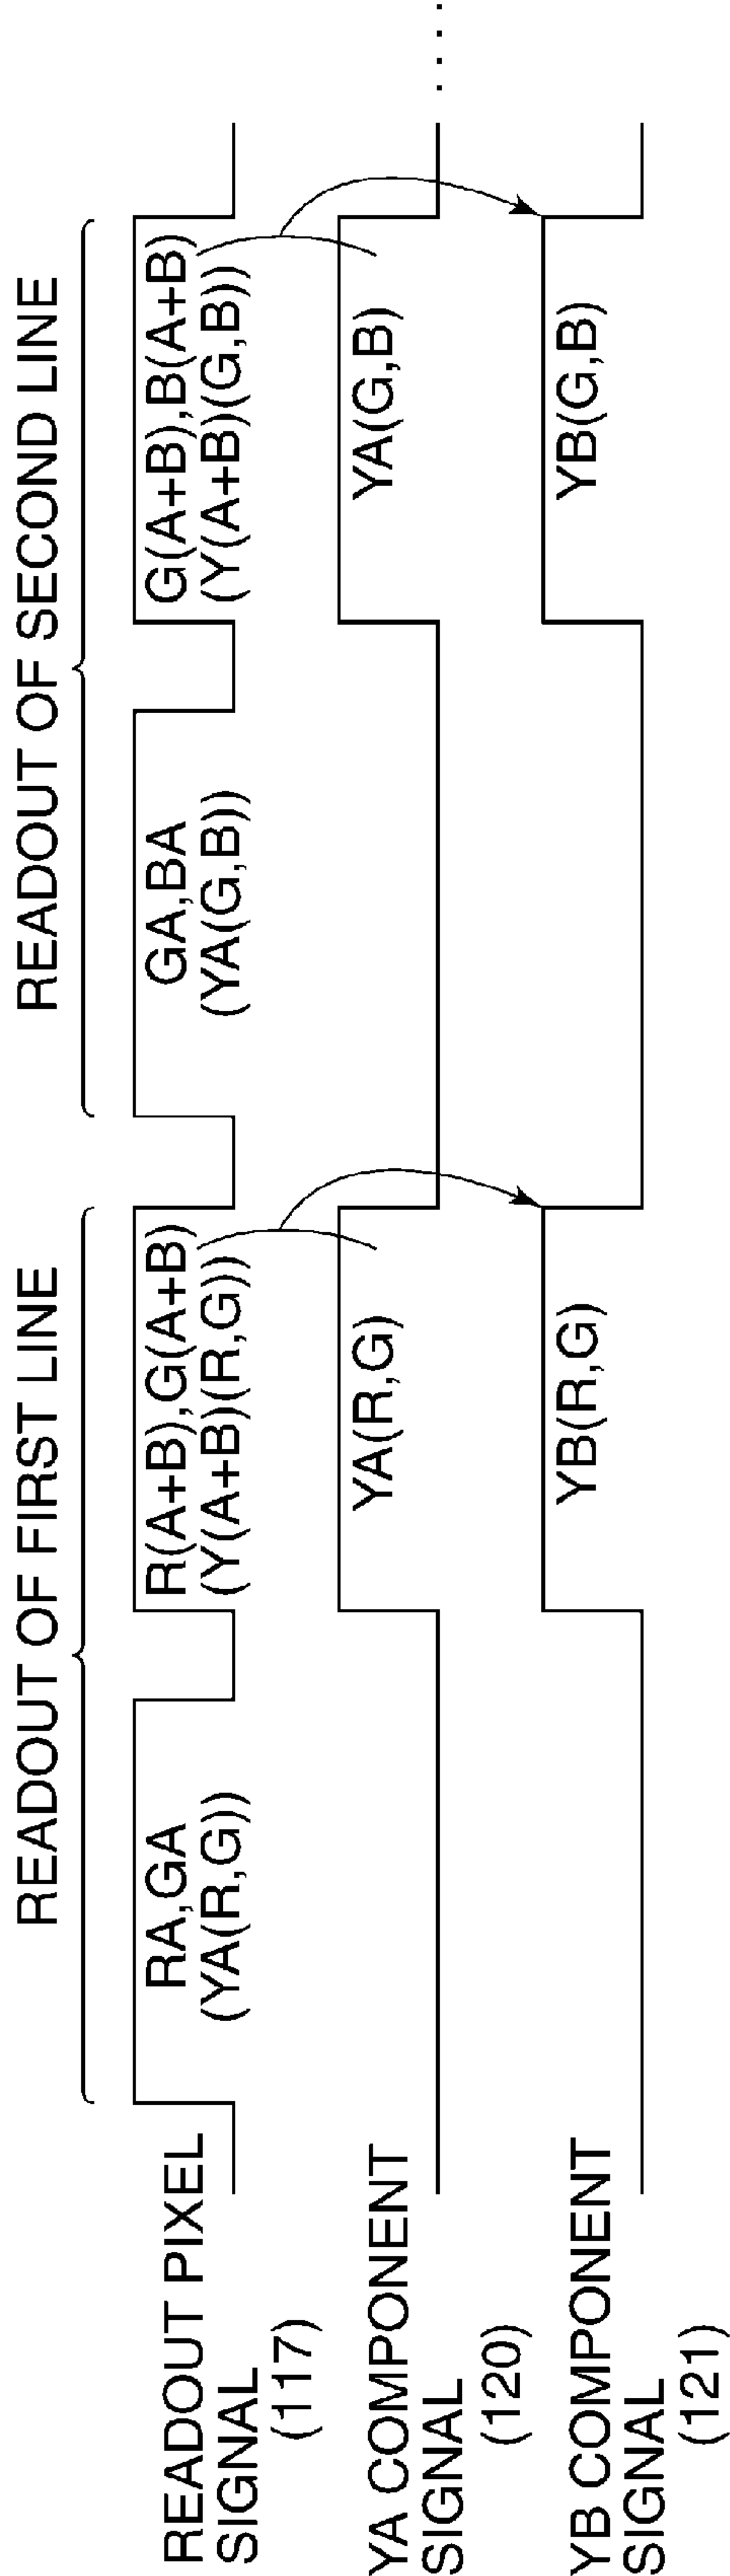 READOUT OF FIRST LINE
READOUT OF SECOND LINE
READOUT PIXEL
SIGNAL
(117)
RA,GA
(YA(R,G))
R(A+B),G(A+B)
(Y(A+B)(R,G))
GA,BA
(YA(G,B))
G(A+B),B(A+B)
(Y(A+B)(G,B))
YA COMPONENT
SIGNAL
(120)
YA(R,G)
YA(G,B)
. . . .
YB COMPONENT
SIGNAL
(121)
YB(R,G)
YB(G,B)